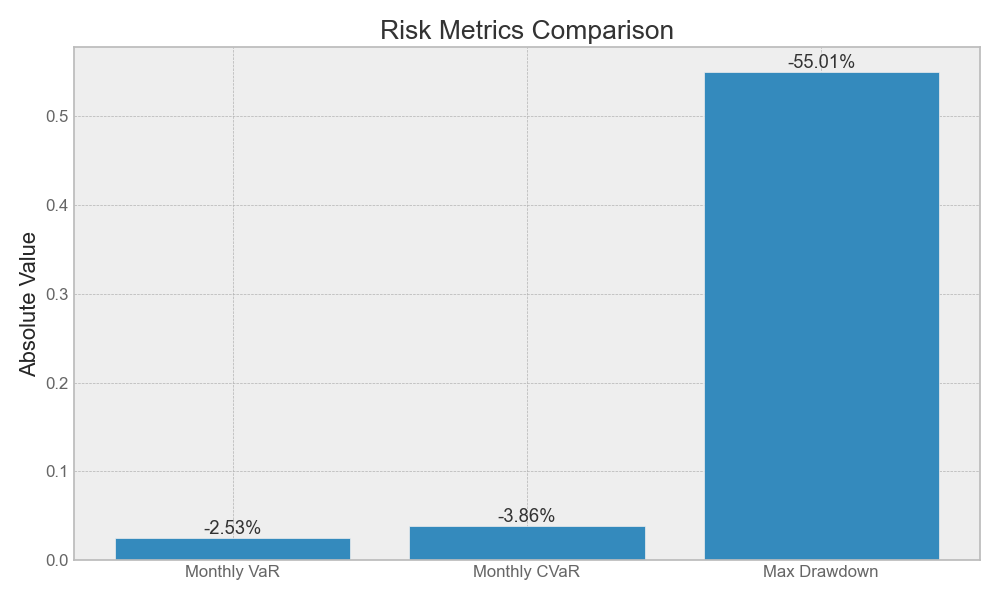 Risk Metrics Comparison
Absolute Value
0.5
0.4
0.3
0.2
0.1
0.0
-2.53%
-3.86%
-55.01%
Monthly VaR
Monthly CVaR
Max Drawdown